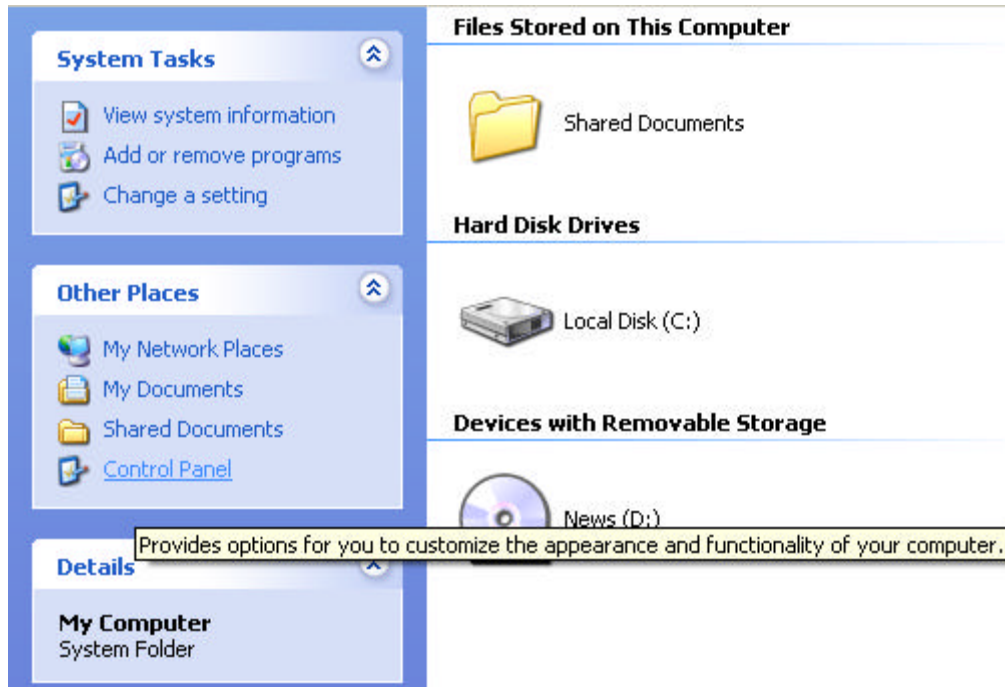 System Tasks
View system information
Add or remove programs
Change a setting
Other Places
My Network Places
My Documents
Shared Documents
Control Panel
Provides options for you to customize the appearance and functionality of your computer.
Details
My Computer
System Folder
Files Stored on This Computer
Shared Documents
Hard Disk Drives
Local Disk (C:)
Devices with Removable Storage
News (D:)